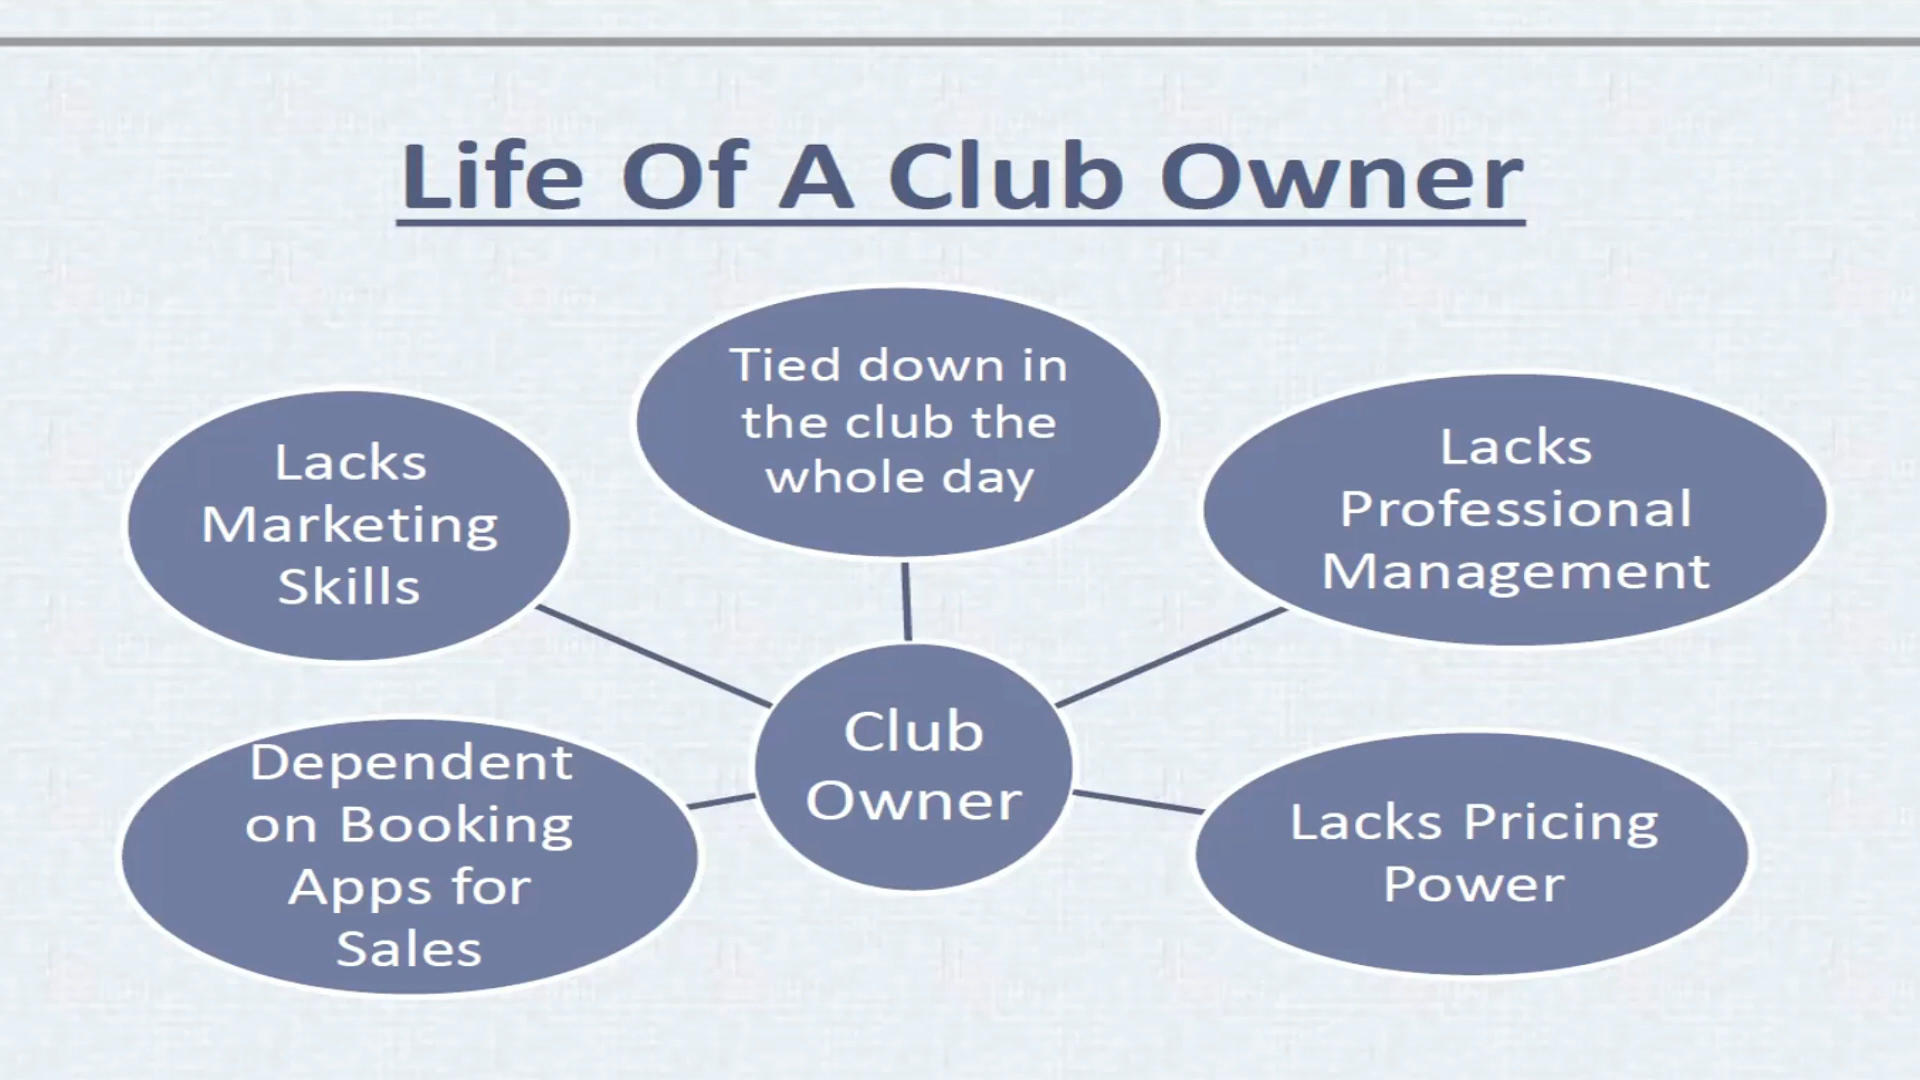 Life Of A Club Owner
Tied down in
the club the
whole day
Lacks
Marketing
Skills
Lacks
Professional
Management
Club
Owner
Dependent
on Booking
Apps for
Sales
Lacks Pricing
Power